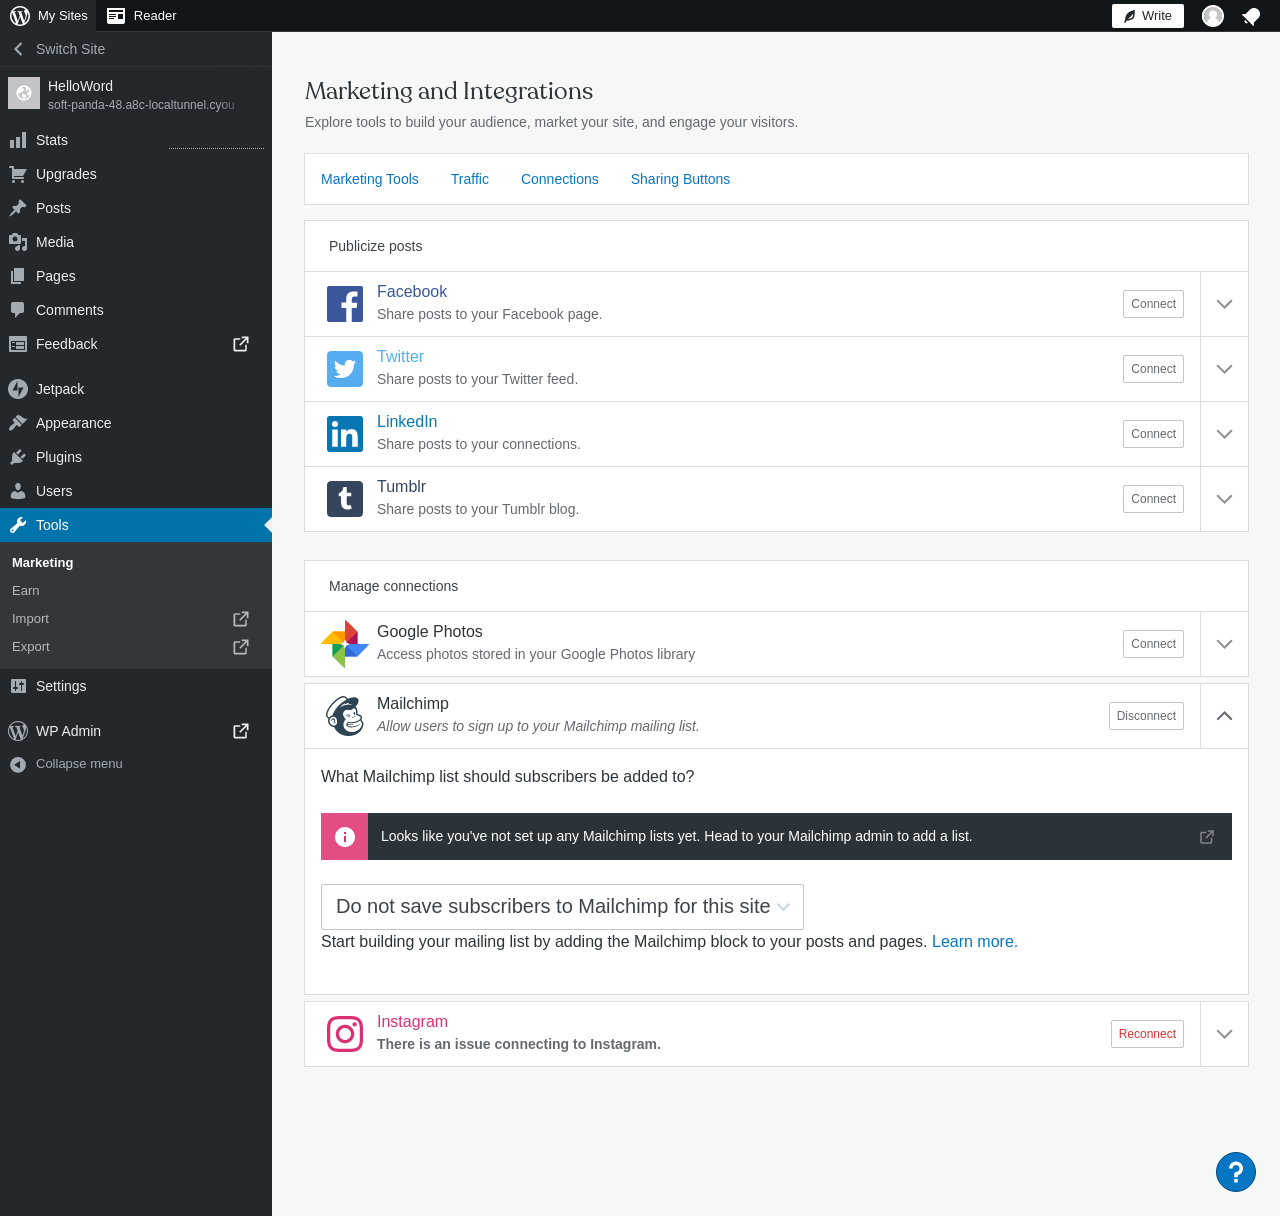 My Sites
Reader
Write
Switch Site
HelloWord
soft-panda-48.a8c-localtunnel.cyou
Stats
Upgrades
Posts
Media
Pages
Comments
Feedback
Jetpack
Appearance
Plugins
Users
Tools
Marketing
Earn
Import
Export
Settings
WP Admin
Collapse menu
Marketing and Integrations
Explore tools to build your audience, market your site, and engage your visitors.
Marketing Tools
Traffic
Connections
Sharing Buttons
Publicize posts
Facebook
Share posts to your Facebook page.
Connect
Twitter
Share posts to your Twitter feed.
Connect
LinkedIn
Share posts to your connections.
Connect
Tumblr
Share posts to your Tumblr blog.
Connect
Manage connections
Google Photos
Access photos stored in your Google Photos library
Connect
Mailchimp
Allow users to sign up to your Mailchimp mailing list.
Disconnect
What Mailchimp list should subscribers be added to?
Looks like you've not set up any Mailchimp lists yet. Head to your Mailchimp admin to add a list.
Do not save subscribers to Mailchimp for this site
Start building your mailing list by adding the Mailchimp block to your posts and pages. Learn more.
Instagram
There is an issue connecting to Instagram.
Reconnect